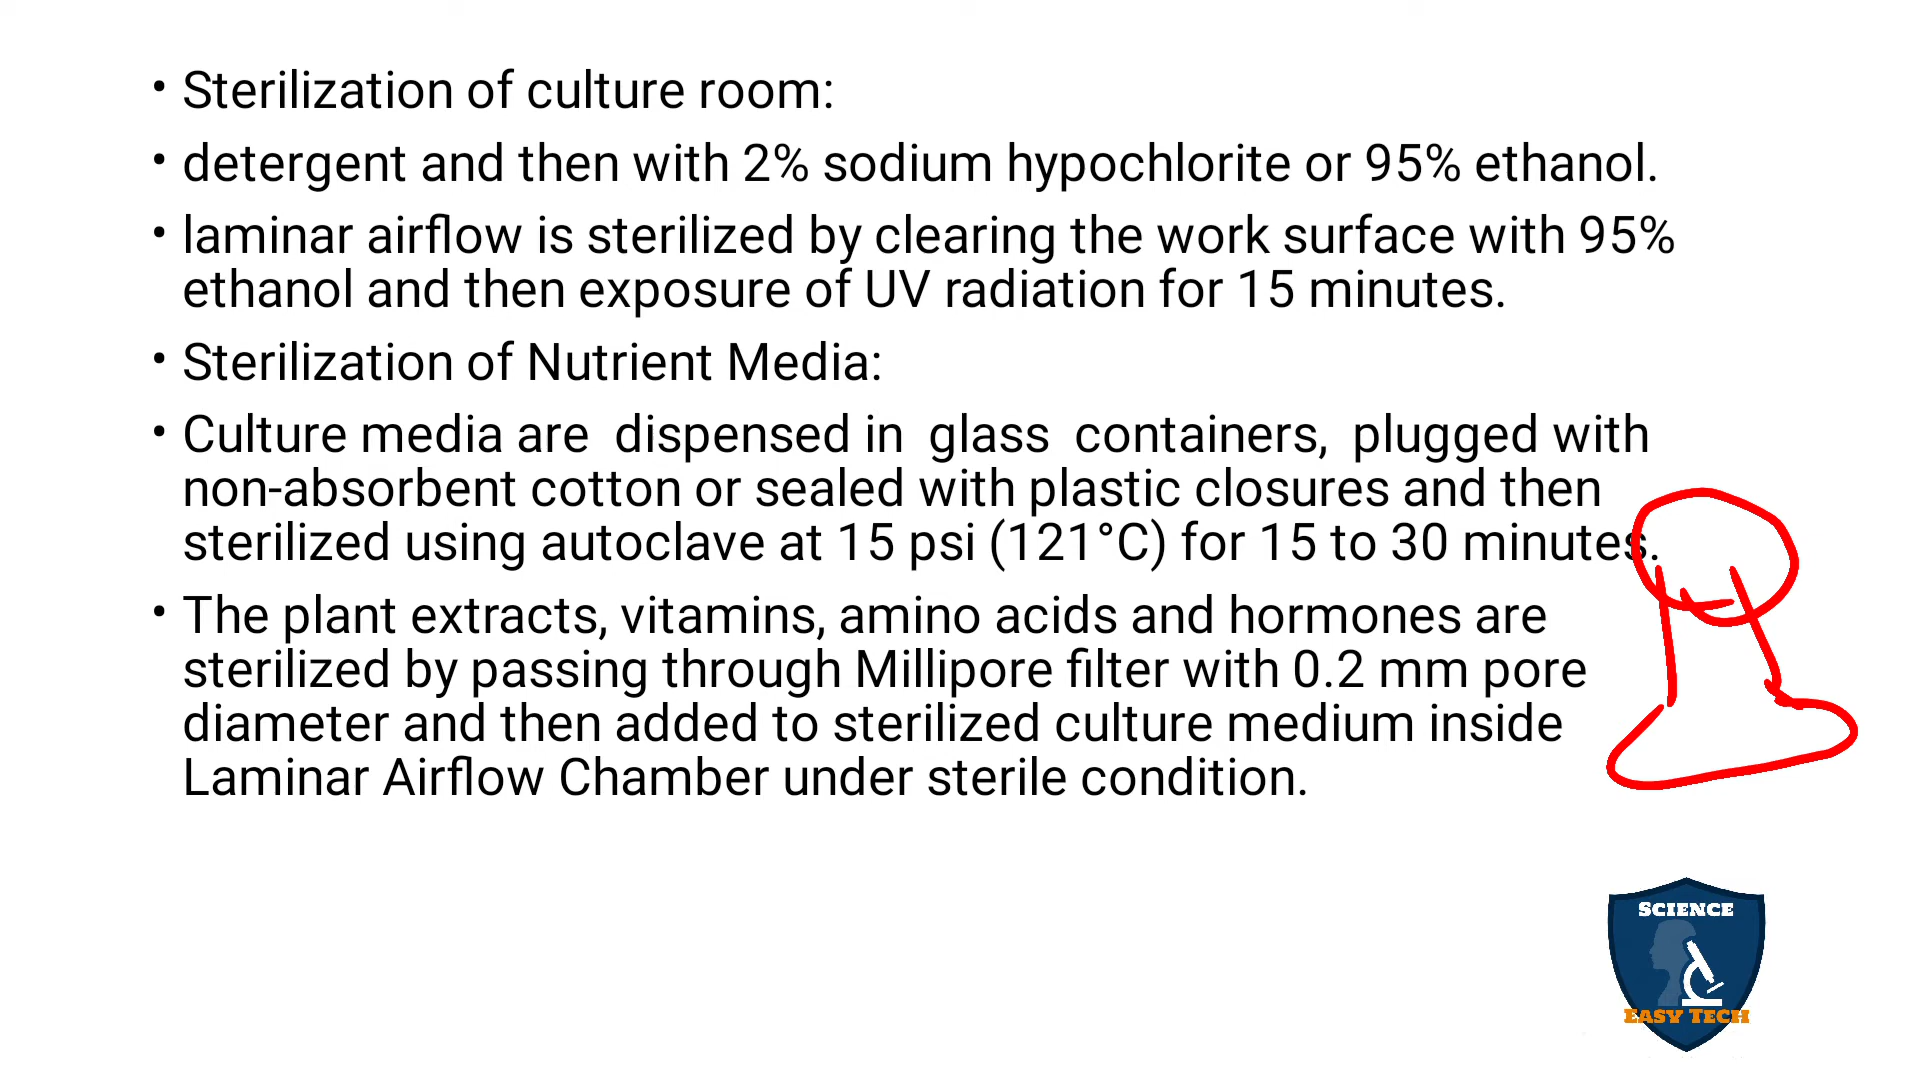 • Sterilization of culture room:
• detergent and then with 2% sodium hypochlorite or 95% ethanol.
• laminar airflow is sterilized by clearing the work surface with 95%
ethanol and then exposure of UV radiation for 15 minutes.
• Sterilization of Nutrient Media:
• Culture media are dispensed in glass containers, plugged with
non-absorbent cotton or sealed with plastic closures and then
sterilized using autoclave at 15 psi (121°C) for 15 to 30 minutes.
• The plant extracts, vitamins, amino acids and hormones are
sterilized by passing through Millipore filter with 0.2 mm pore
diameter and then added to sterilized culture medium inside
Laminar Airflow Chamber under sterile condition.
SCIENCE
EASY TECH